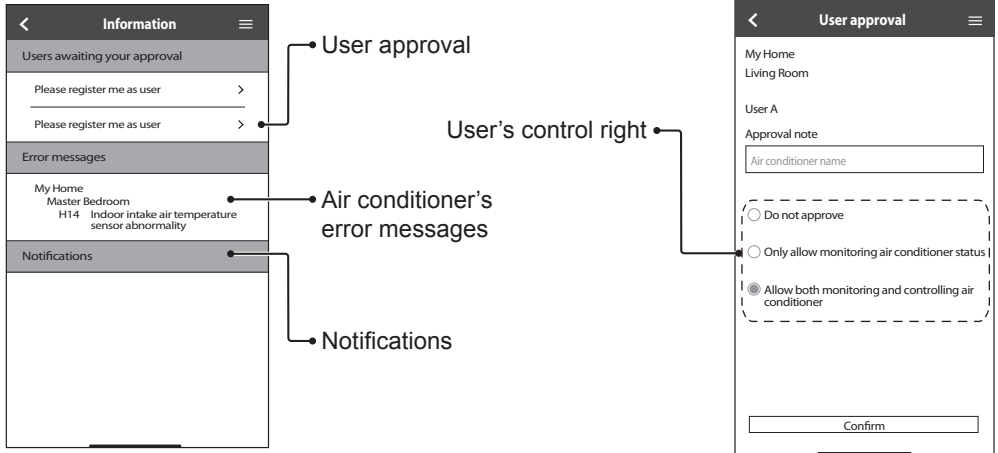 Information
Users awaiting your approval
Please register me as user
Please register me as user
Error messages
My Home
Master Bedroom
H14 Indoor intake air temperature
sensor abnormality
Notifications
User approval
User's control right
Air conditioner's
error messages
Notifications
User approval
My Home
Living Room
User A
Approval note
Air conditioner name
Do not approve
Only allow monitoring air conditioner status
Allow both monitoring and controlling air
conditioner
Confirm